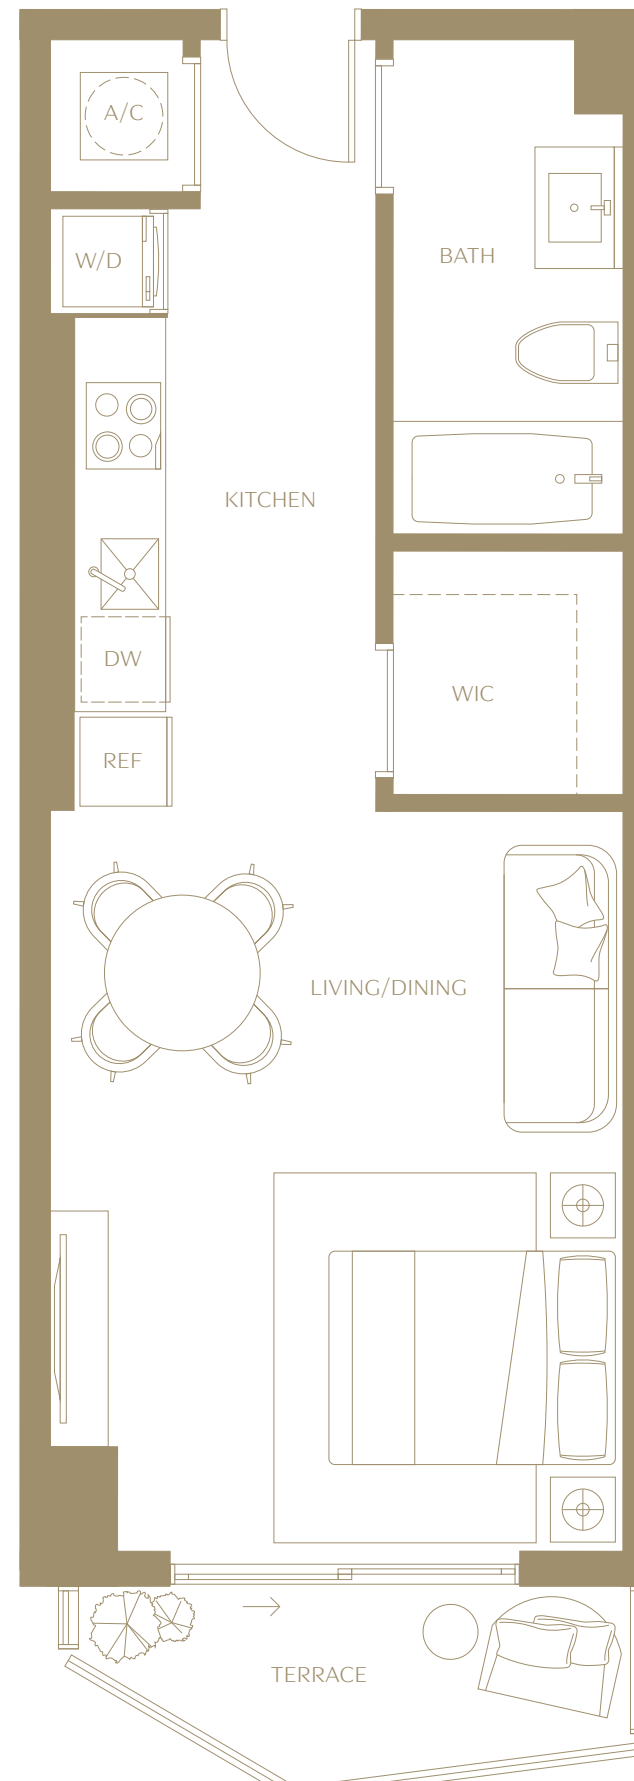 A/C
W/D
BATH
KITCHEN
DW
WIC
REF
LIVING/DINING
TERRACE